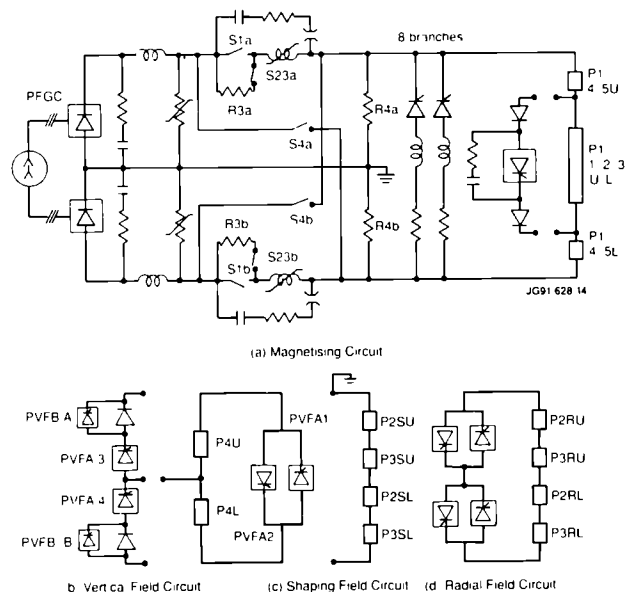 8 branches
S1a
S23a
PFGC
R3a
R4a
S4a
P1
4 5U
P1
1 2 3
U L
S4b
R3b
S23b
R4b
S1b
P1
4 5L
JG91 628 14
(a) Magnetising Circuit
PVFB A
PVFA 3
PVFA 4
PVFB B
P4U
P4L
PVFA1
PVFA2
P2SU
P3SU
P2SL
P3SL
P2RU
P3RU
P2RL
P3RL
b Vertical Field Circuit
(c) Shaping Field Circuit
(d Radial Field Circuit